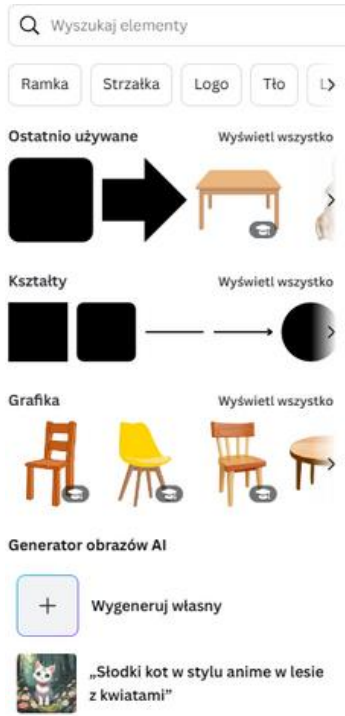 Wyszukaj elementy
Ramka Strzałka Logo Tło
Ostatnio używane Wyświetl wszystko
Kształty Wyświetl wszystko
Grafika Wyświetl wszystko
Generator obrazów AI
Wygeneruj własny
„Słodki kot w stylu anime w lesie
z kwiatami”